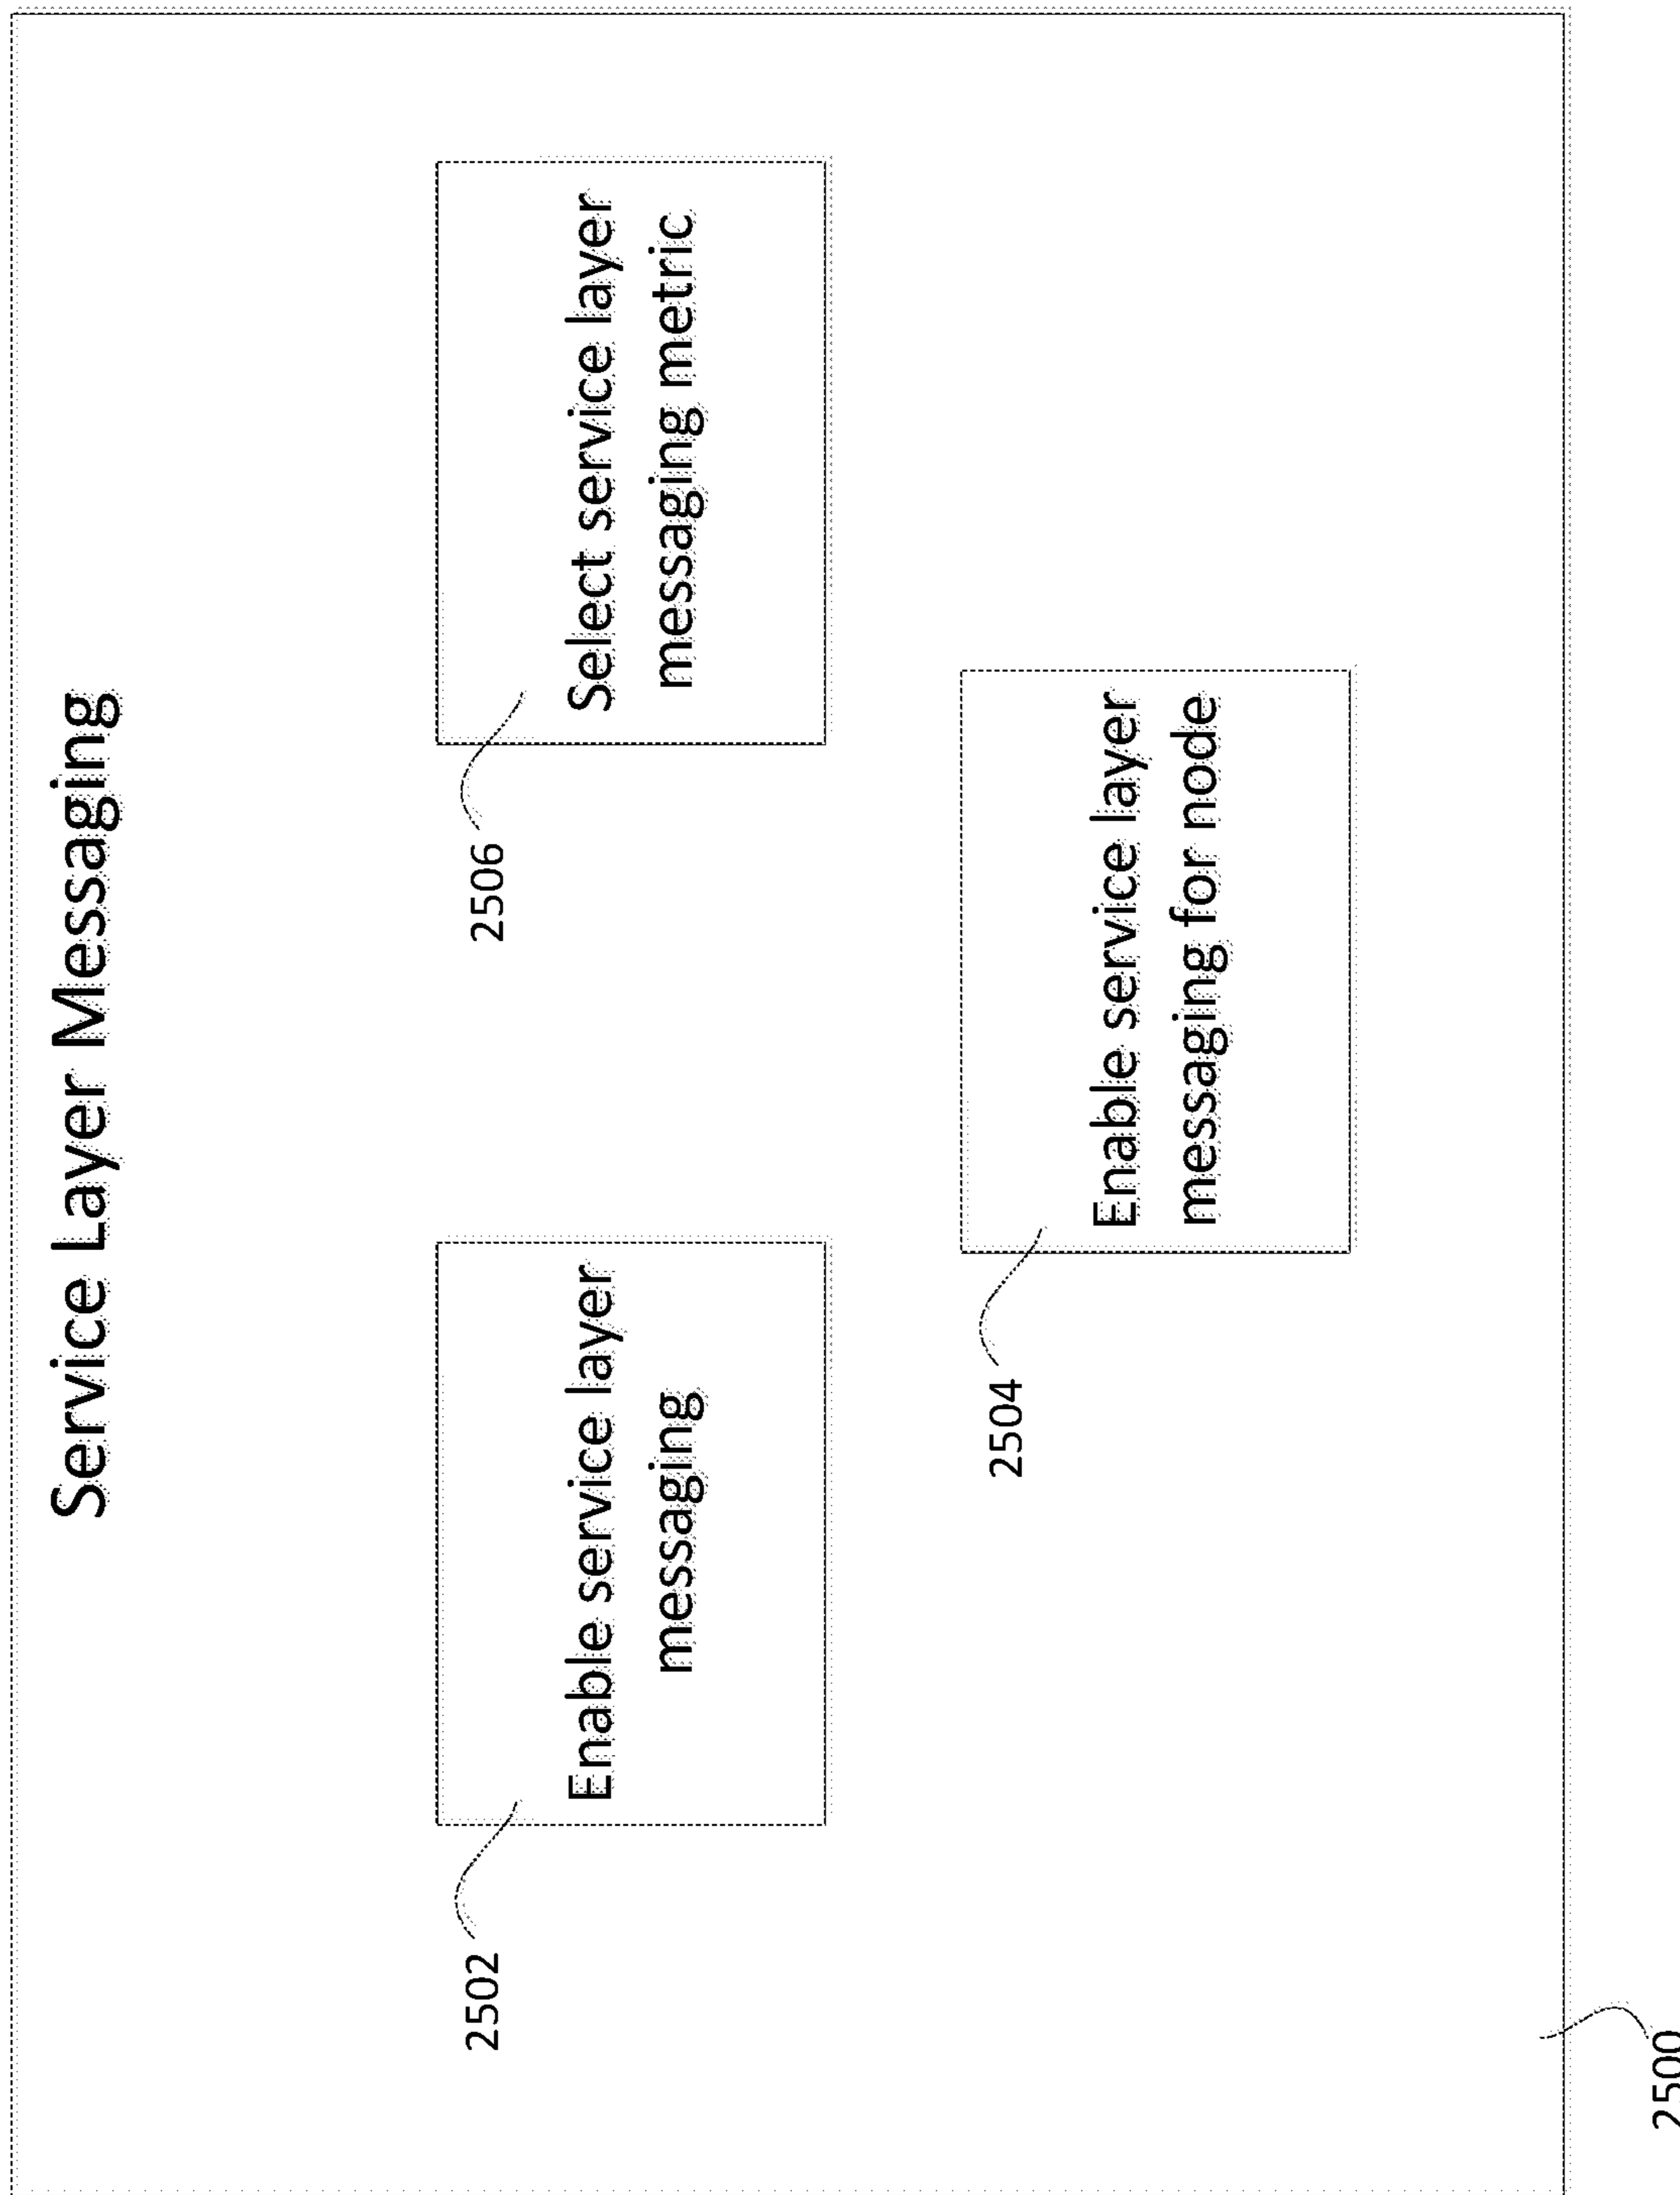 Service Layer Messaging
2502
Enable service layer
messaging
2506
Select service layer
messaging metric
2504
Enable service layer
messaging for node
2500